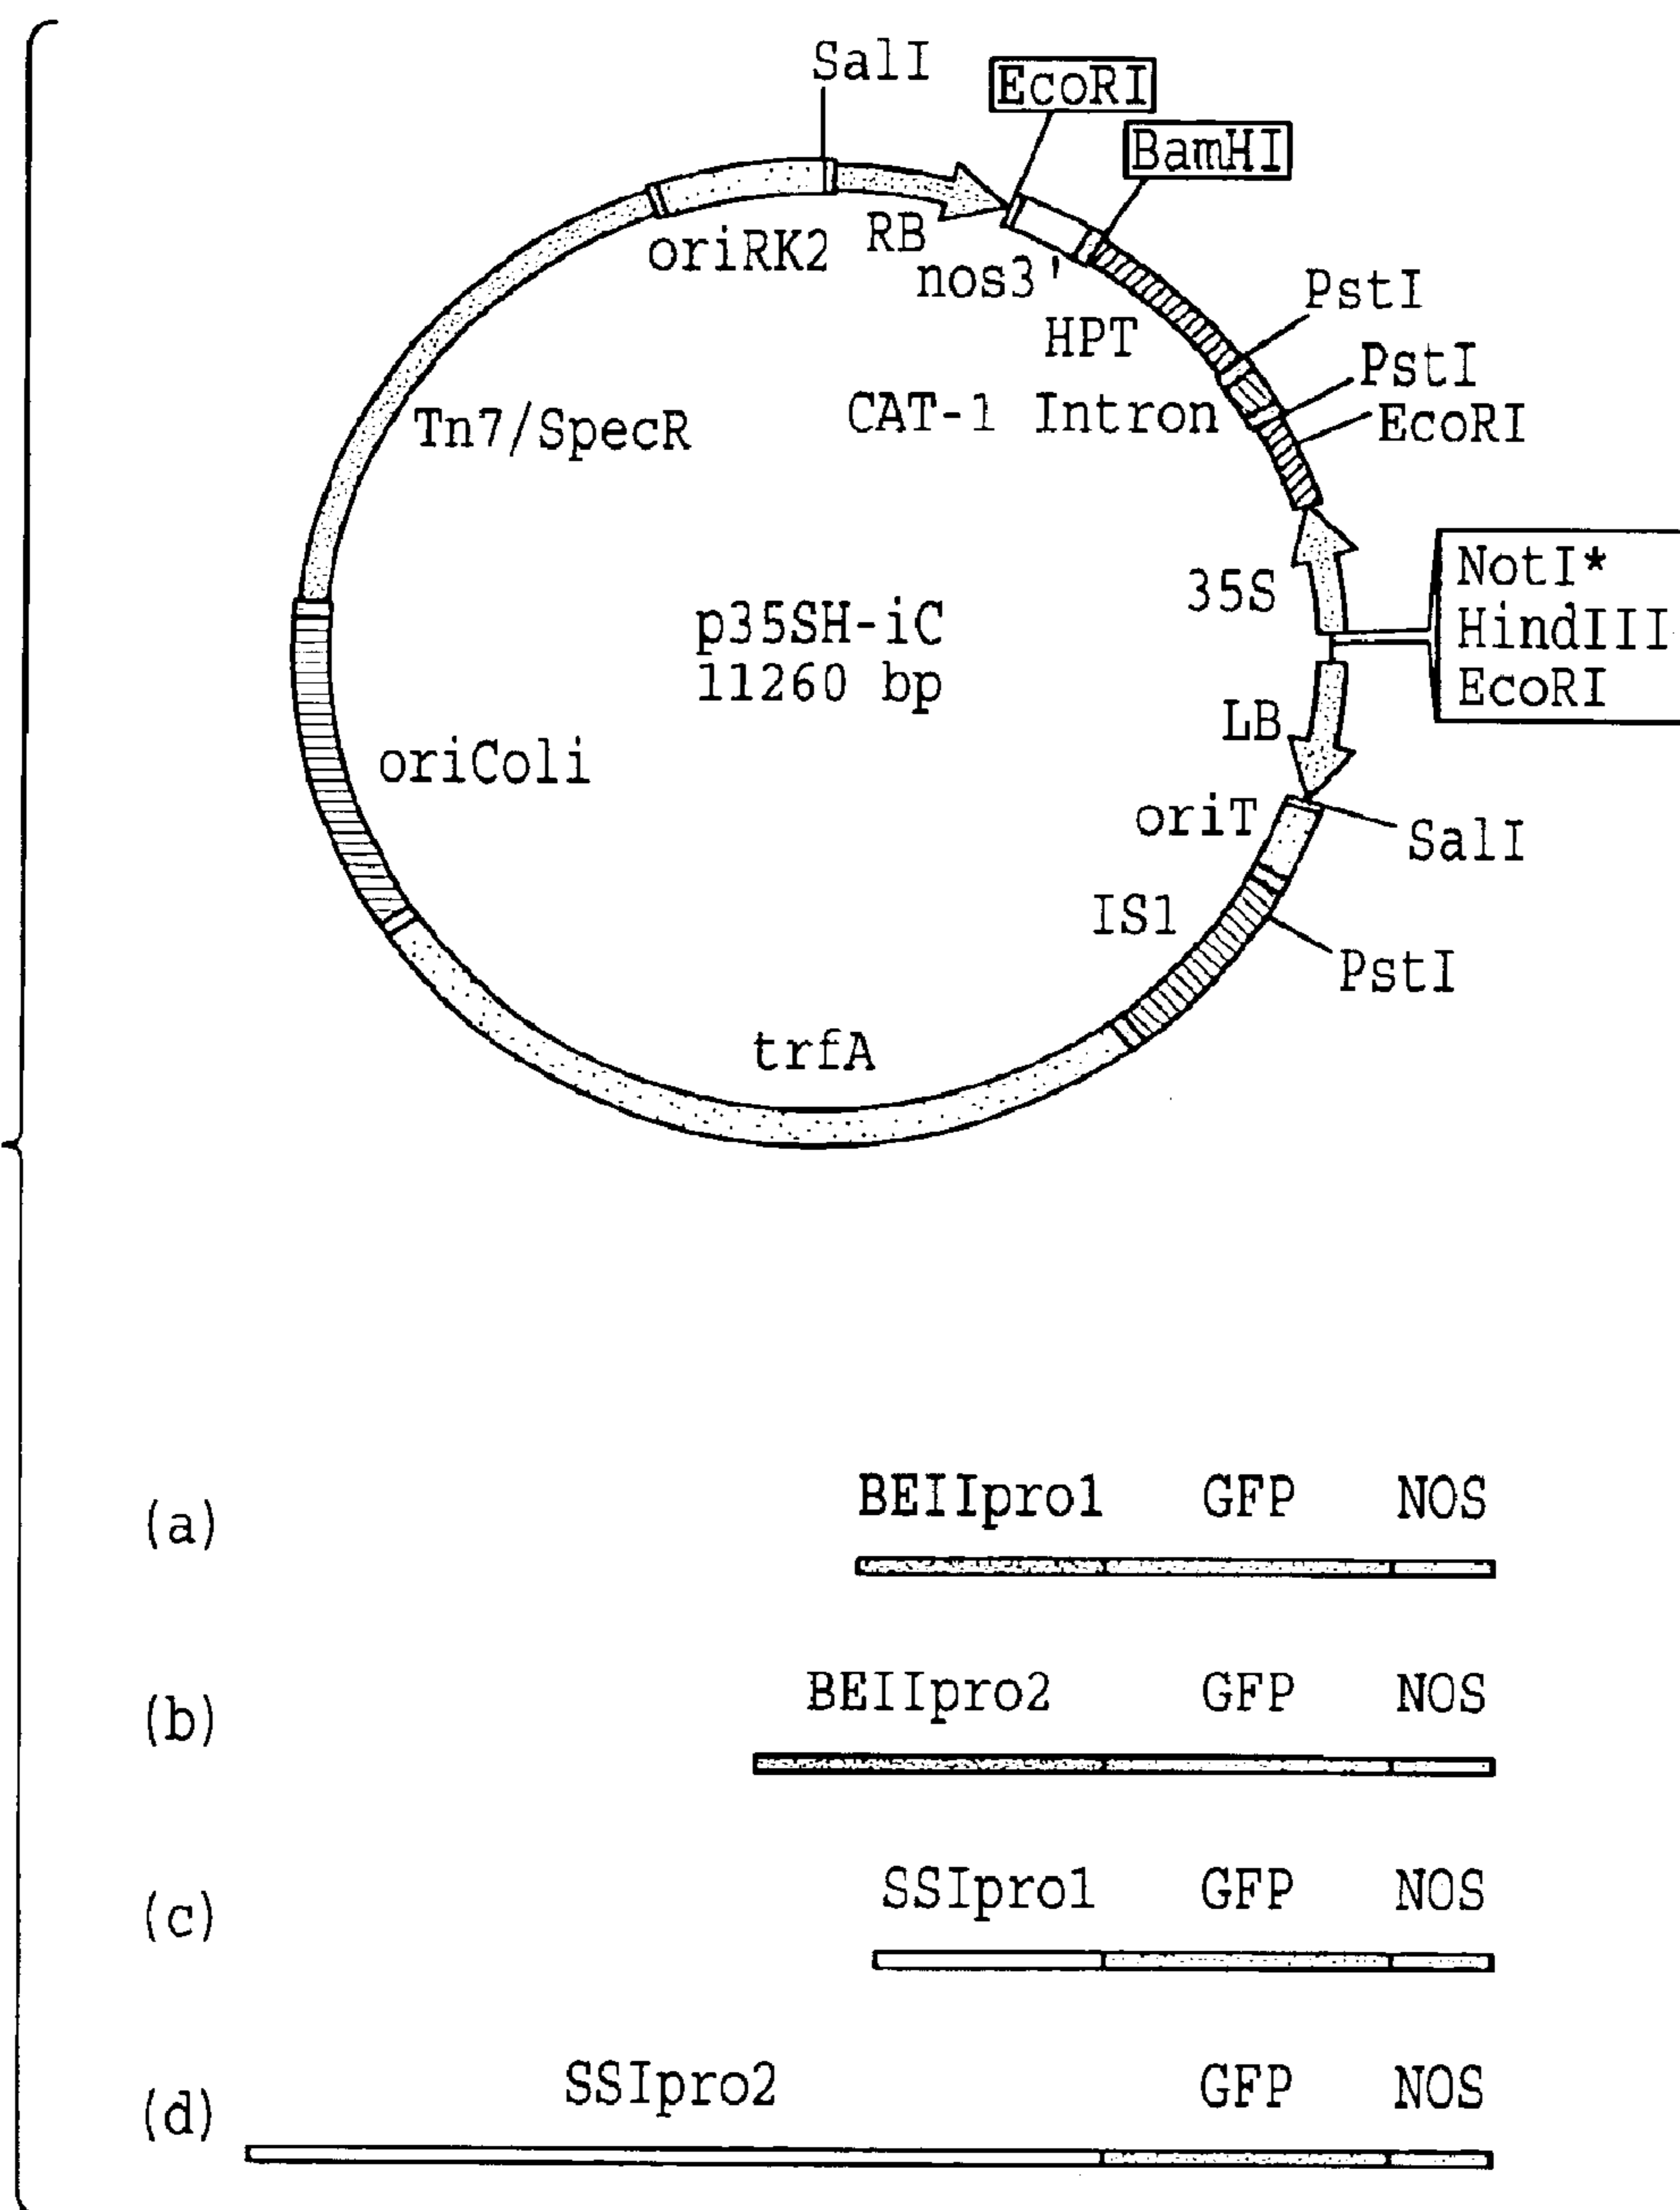 SalI
EcoRI
BamHI
oriRK2
RB
nos3'
HPT
PstI
PstI
CAT-1 Intron
EcoRI
Tn7/SpecR
35S
NotI*
HindIII
EcoRI
p35SH-iC
11260 bp
LB
oriColi
oriT
SalI
IS1
PstI
trfA
(a) BEIIpro1 GFP NOS
(b) BEIIpro2 GFP NOS
(c) SSIpro1 GFP NOS
(d) SSIpro2 GFP NOS